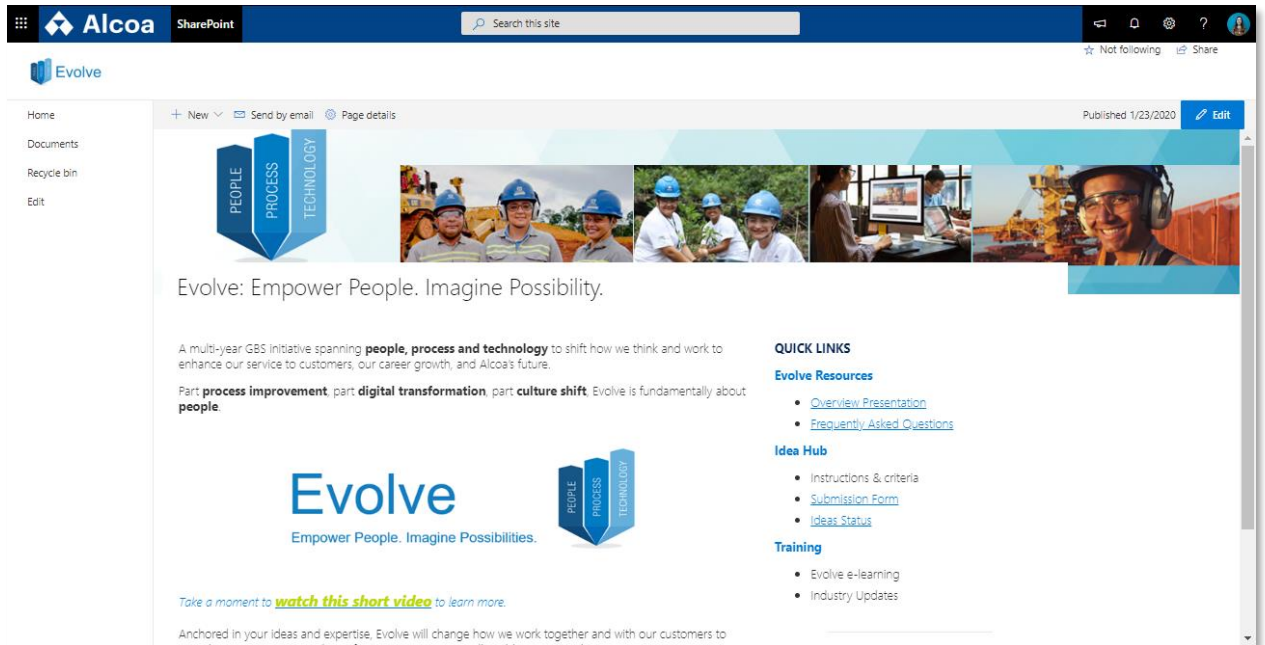 Alcoa
SharePoint
Search this site
?
Not following
Share
Evolve
Home
Documents
Recycle bin
Edit
New
Send by email
Page details
Published 1/23/2020
Edit
PEOPLE
PROCESS
TECHNOLOGY
Evolve: Empower People. Imagine Possibility.
A multi-year GBS initiative spanning people, process and technology to shift how we think and work to
enhance our service to customers, our career growth, and Alcoa's future.
Part process improvement, part digital transformation, part culture shift, Evolve is fundamentally about
people.
Evolve
Empower People. Imagine Possibilities.
PEOPLE
PROCESS
TECHNOLOGY
Take a moment to watch this short video to learn more.
Anchored in your ideas and expertise, Evolve will change how we work together and with our customers to
QUICK LINKS
Evolve Resources
Overview Presentation
Frequently Asked Questions
Idea Hub
Instructions & criteria
Submission Form
Ideas Status
Training
Evolve e-learning
Industry Updates